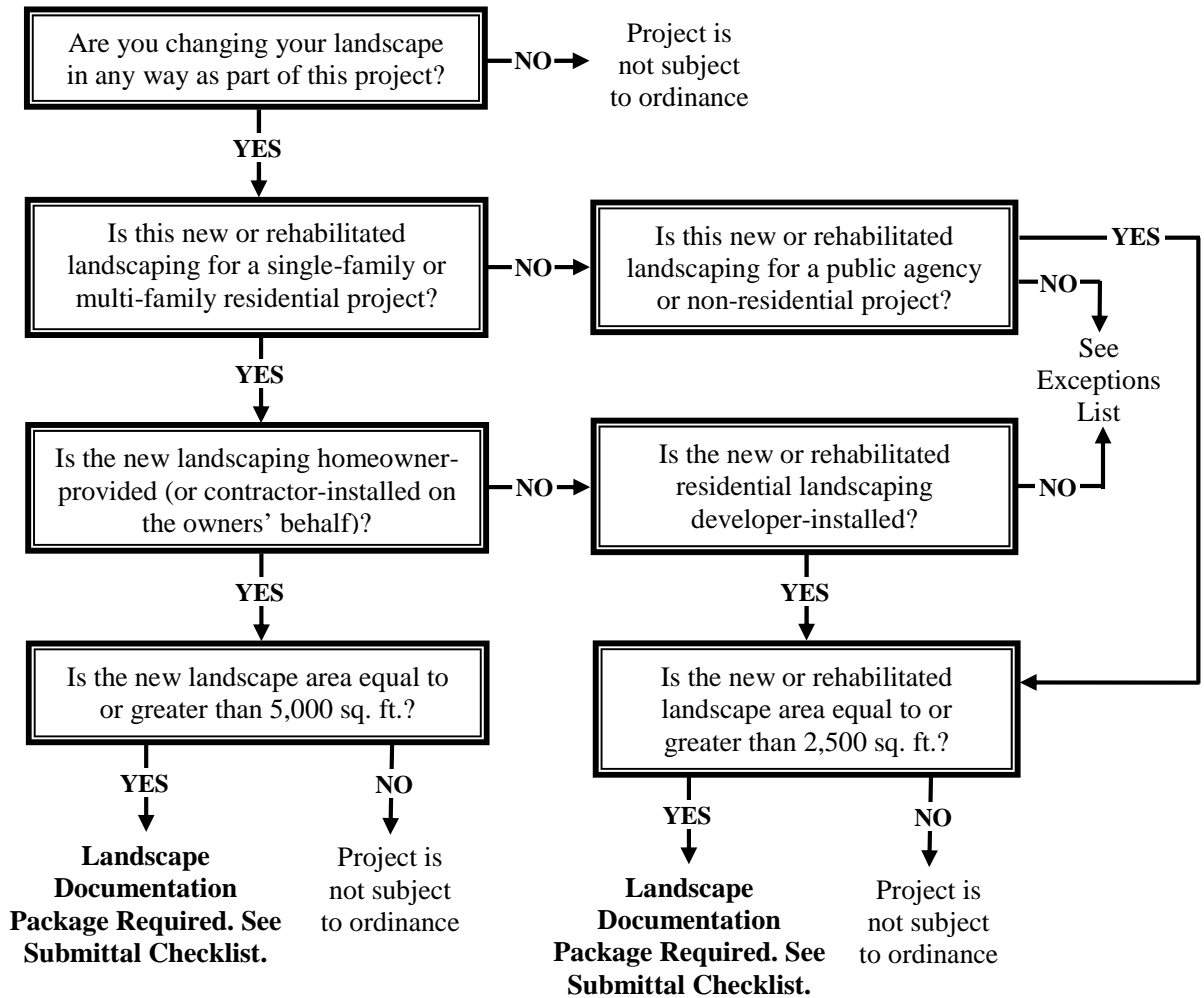 Are you changing your landscape
in any way as part of this project?
NO
Project is
not subject
to ordinance
YES
Is this new or rehabilitated
landscaping for a single-family or
multi-family residential project?
NO
Is this new or rehabilitated
landscaping for a public agency
or non-residential project?
YES
NO
See
Exceptions
List
YES
Is the new landscaping homeowner-
provided (or contractor-installed on
the owners' behalf)?
NO
Is the new or rehabilitated
residential landscaping
developer-installed?
NO
YES
YES
Is the new landscape area equal to
or greater than 5,000 sq. ft.?
Is the new or rehabilitated
landscape area equal to or
greater than 2,500 sq. ft.?
YES
NO
Landscape
Documentation
Package Required. See
Submittal Checklist.
Project is
not subject
to ordinance
YES
NO
Landscape
Documentation
Package Required. See
Submittal Checklist.
Project is
not subject
to ordinance